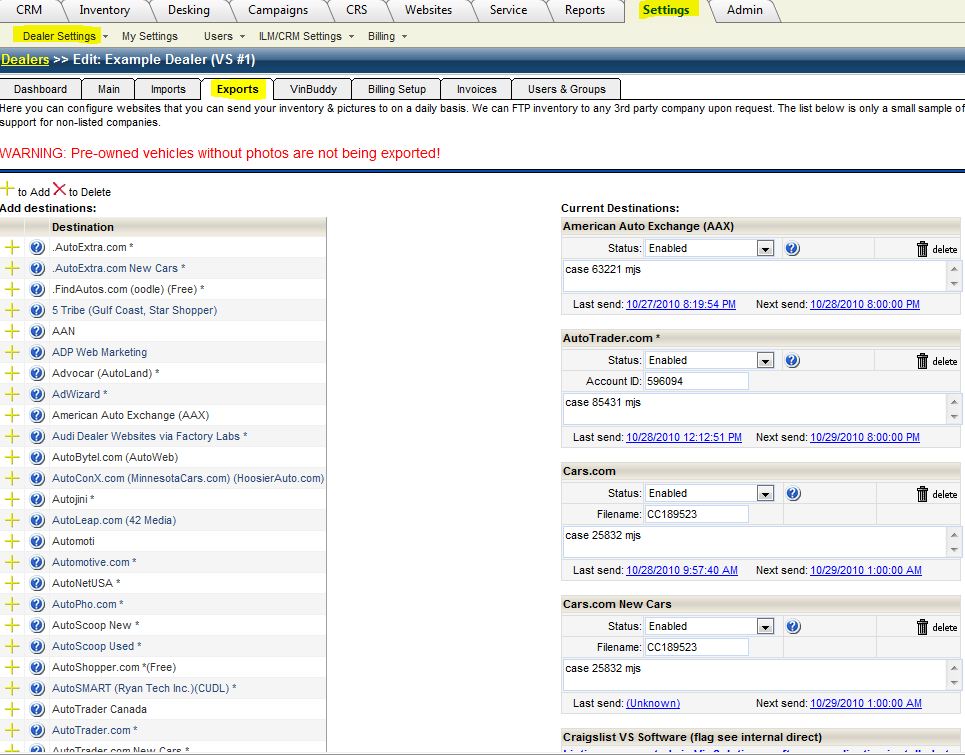 CRM Inventory Desking Campaigns CRS Websites Service Reports Settings Admin
Dealer Settings My Settings Users ILM/CRM Settings Billing
Dealers >> Edit: Example Dealer (VS #1)
Dashboard Main Imports Exports VinBuddy Billing Setup Invoices Users & Groups
Here you can configure websites that you can send your inventory & pictures to on a daily basis. We can FTP inventory to any 3rd party company upon request. The list below is only a small sample of
support for non-listed companies.
WARNING: Pre-owned vehicles without photos are not being exported!
to Add to Delete
Add destinations:
Destination
.AutoExtra.com *
.AutoExtra.com New Cars *
.FindAutos.com (oodle) (Free) *
5 Tribe (Gulf Coast, Star Shopper)
AAN
ADP Web Marketing
Advocar (AutoLand) *
AdWizard *
American Auto Exchange (AAX)
Audi Dealer Websites via Factory Labs *
AutoBytel.com (AutoWeb)
AutoConX.com (MinnesotaCars.com) (HoosierAuto.com)
Autojini *
AutoLeap.com (42 Media)
Automoti
Automotive.com *
AutoNetUSA *
AutoPho.com *
AutoScoop New *
AutoScoop Used *
AutoShopper.com *(Free)
AutoSMART (Ryan Tech Inc.)(CUDL) *
AutoTrader Canada
AutoTrader.com *
AutoTrader.com New Cars *
Current Destinations:
American Auto Exchange (AAX)
Status: Enabled delete
case 63221 mjs
Last send: 10/27/2010 8:19:54 PM Next send: 10/28/2010 8:00:00 PM
AutoTrader.com *
Status: Enabled delete
Account ID: 596094
case 85431 mjs
Last send: 10/28/2010 12:12:51 PM Next send: 10/29/2010 8:00:00 PM
Cars.com
Status: Enabled delete
Filename: CC189523
case 25832 mjs
Last send: 10/28/2010 9:57:40 AM Next send: 10/29/2010 1:00:00 AM
Cars.com New Cars
Status: Enabled delete
Filename: CC189523
case 25832 mjs
Last send: (Unknown) Next send: 10/29/2010 1:00:00 AM
Craigslist VS Software (flag see internal direct)